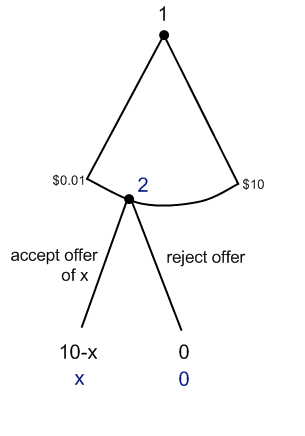 1
$0.01
$10
2
accept offer
of x
reject offer
10-x
0
x
0